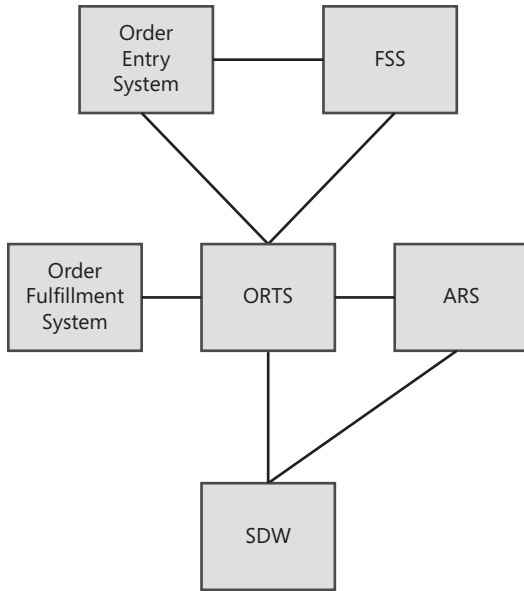 Order
Entry
System
FSS
Order
Fulfillment
System
ORTS
ARS
SDW